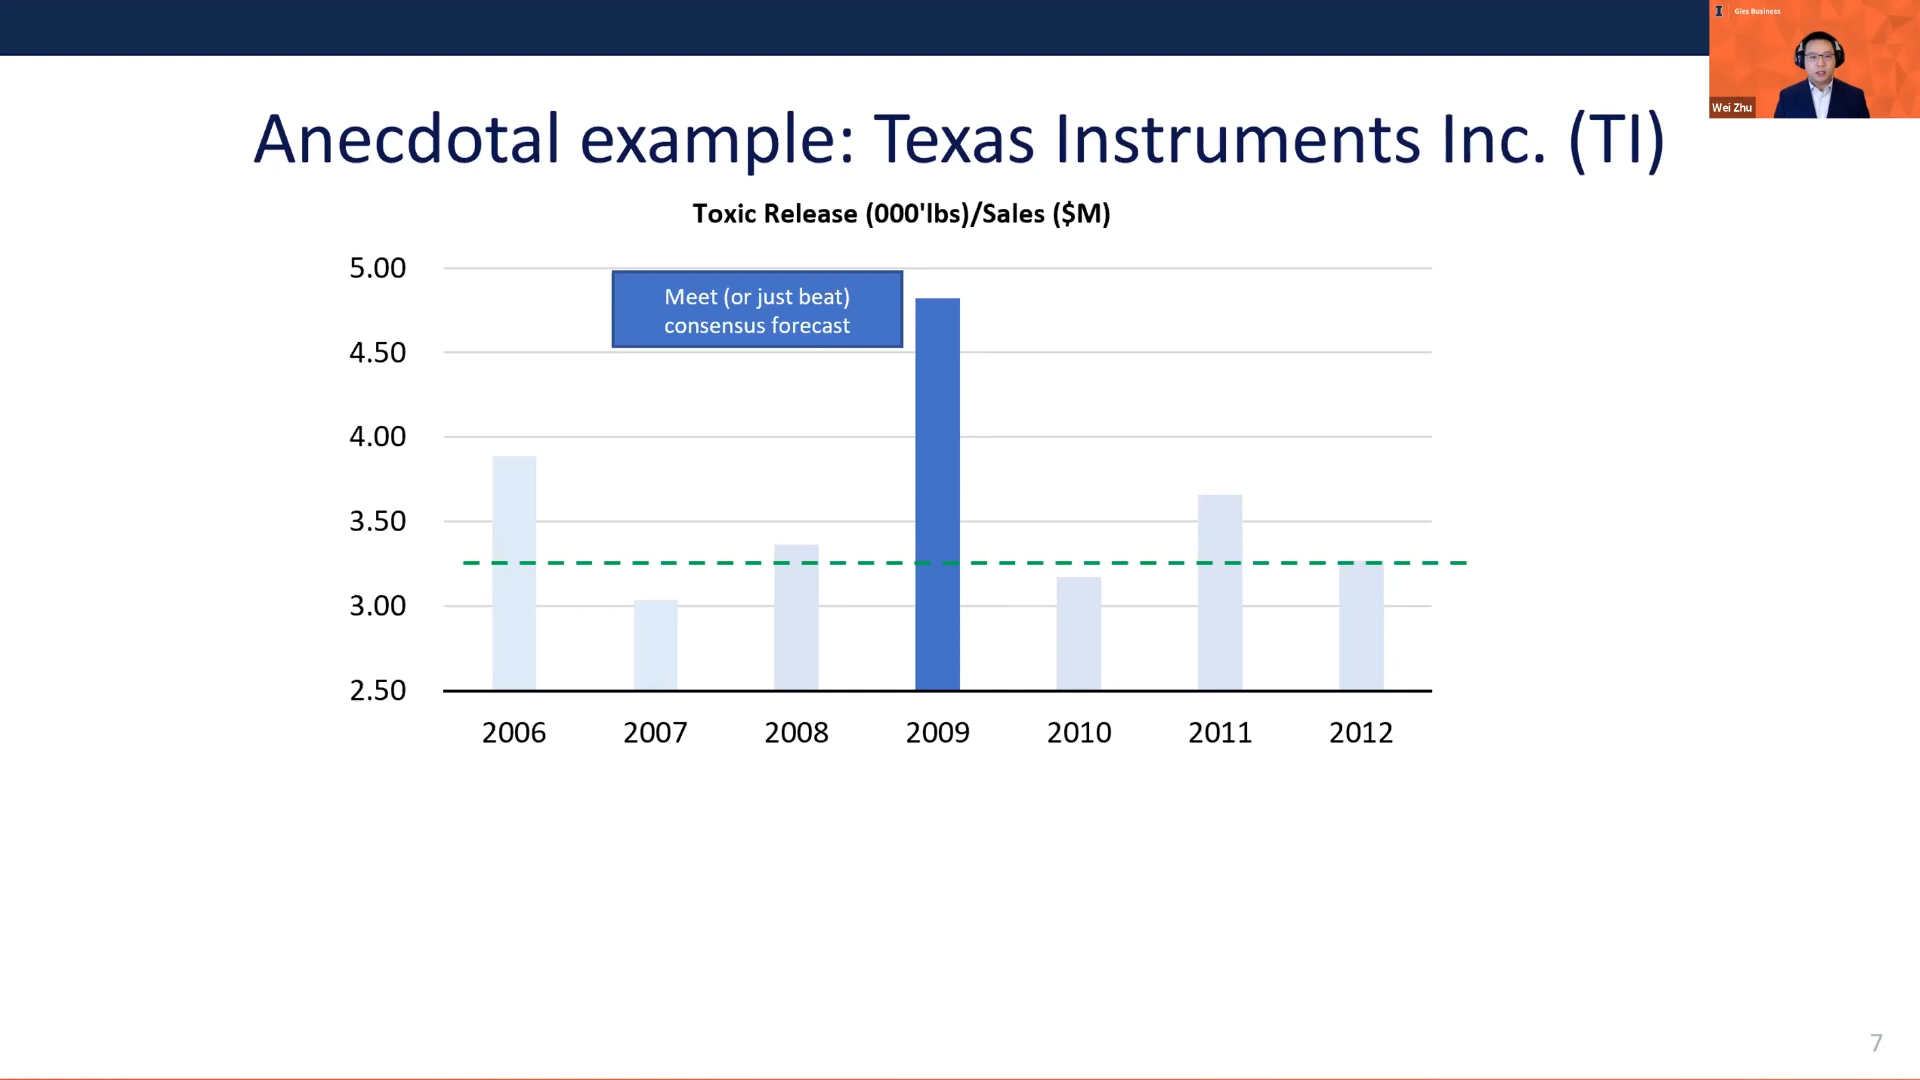 Gies Business
Wei Zhu
Anecdotal example: Texas Instruments Inc. (TI)
Toxic Release (000'lbs)/Sales ($M)
5.00
4.50
4.00
3.50
3.00
2.50
Meet (or just beat)
consensus forecast
2006 2007 2008 2009 2010 2011 2012
7